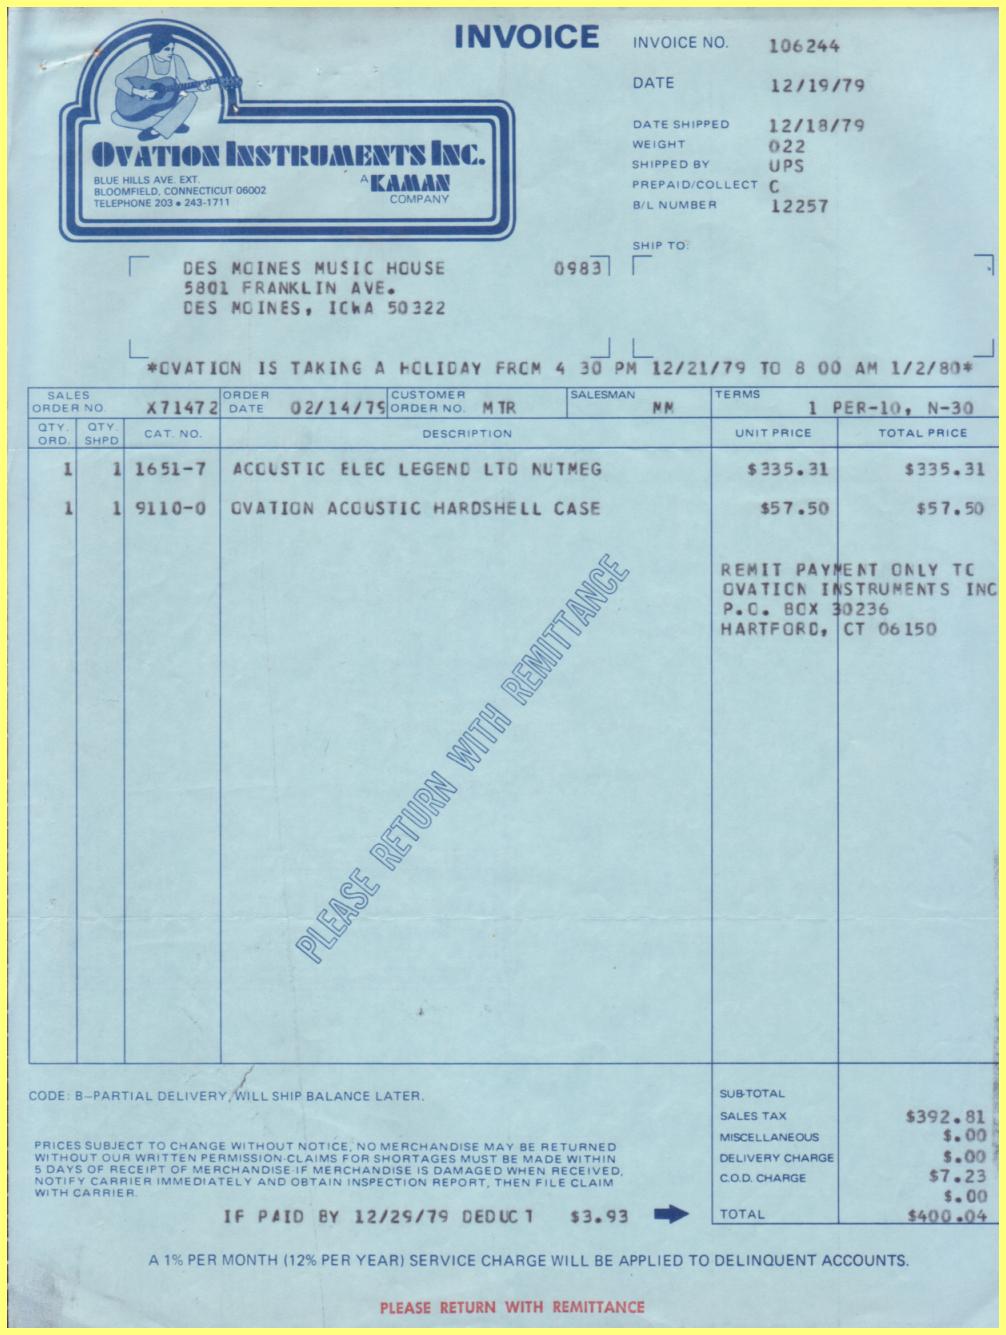 INVOICE
INVOICE NO. 106244
DATE 12/19/79
DATE SHIPPED 12/18/79
WEIGHT 022
SHIPPED BY UPS
PREPAID/COLLECT C
B/L NUMBER 12257
OVATION INSTRUMENTS INC.
BLUE HILLS AVE. EXT.
BLOOMFIELD, CONNECTICUT 06002
TELEPHONE 203 • 243-1711
A KAMAN
COMPANY
SHIP TO:
DES MOINES MUSIC HOUSE 0983
5801 FRANKLIN AVE.
DES MOINES, IOWA 50322
*OVATION IS TAKING A HOLIDAY FROM 4 30 PM 12/21/79 TO 8 00 AM 1/2/80*
SALES ORDER NO. X71472 ORDER DATE 02/14/79 CUSTOMER ORDER NO. MTR SALESMAN MM TERMS 1 PER-10, N-30
QTY. ORD. QTY. SHPD CAT. NO. DESCRIPTION UNIT PRICE TOTAL PRICE
1 1 1651-7 ACOUSTIC ELEC LEGEND LTD NUTMEG $335.31 $335.31
1 1 9110-0 OVATION ACOUSTIC HARDSHELL CASE $57.50 $57.50
REMIT PAYMENT ONLY TO
OVATION INSTRUMENTS INC
P.O. BOX 30236
HARTFORD, CT 06150
PLEASE RETURN WITH REMITTANCE
CODE: B-PARTIAL DELIVERY, WILL SHIP BALANCE LATER.
PRICES SUBJECT TO CHANGE WITHOUT NOTICE, NO MERCHANDISE MAY BE RETURNED
WITHOUT OUR WRITTEN PERMISSION-CLAIMS FOR SHORTAGES MUST BE MADE WITHIN
5 DAYS OF RECEIPT OF MERCHANDISE-IF MERCHANDISE IS DAMAGED WHEN RECEIVED,
NOTIFY CARRIER IMMEDIATELY AND OBTAIN INSPECTION REPORT, THEN FILE CLAIM
WITH CARRIER.
SUB-TOTAL
SALES TAX $392.81
MISCELLANEOUS $.00
DELIVERY CHARGE $.00
C.O.D. CHARGE $7.23
$.00
IF PAID BY 12/29/79 DEDUCT $3.93 TOTAL $400.04
A 1% PER MONTH (12% PER YEAR) SERVICE CHARGE WILL BE APPLIED TO DELINQUENT ACCOUNTS.
PLEASE RETURN WITH REMITTANCE